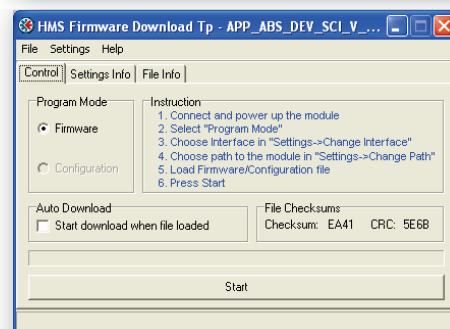 HMS Firmware Download Tp - APP_ABS_DEV_SCI_V_...
File Settings Help
Control Settings Info File Info
Program Mode
Firmware
Configuration
Instruction
1. Connect and power up the module
2. Select "Program Mode"
3. Choose Interface in "Settings->Change Interface"
4. Choose path to the module in "Settings->Change Path"
5. Load Firmware/Configuration file
6. Press Start
Auto Download
Start download when file loaded
File Checksums
Checksum: EA41 CRC: 5E6B
Start